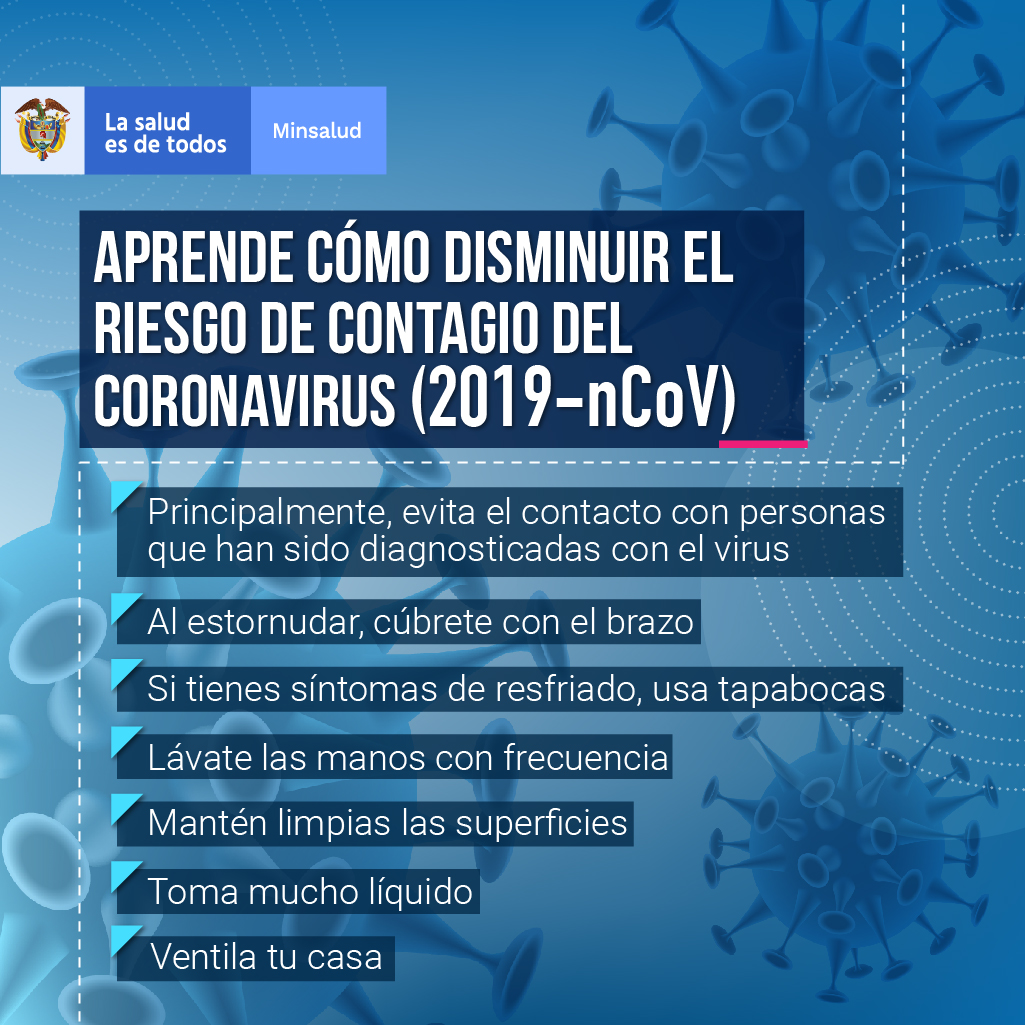 La salud
es de todos
Minsalud
APRENDE CÓMO DISMINUIR EL
RIESGO DE CONTAGIO DEL
CORONAVIRUS (2019-nCoV)
Principalmente, evita el contacto con personas
que han sido diagnosticadas con el virus
Al estornudar, cúbrete con el brazo
Si tienes síntomas de resfriado, usa tapabocas
Lávate las manos con frecuencia
Mantén limpias las superficies
Toma mucho líquido
Ventila tu casa